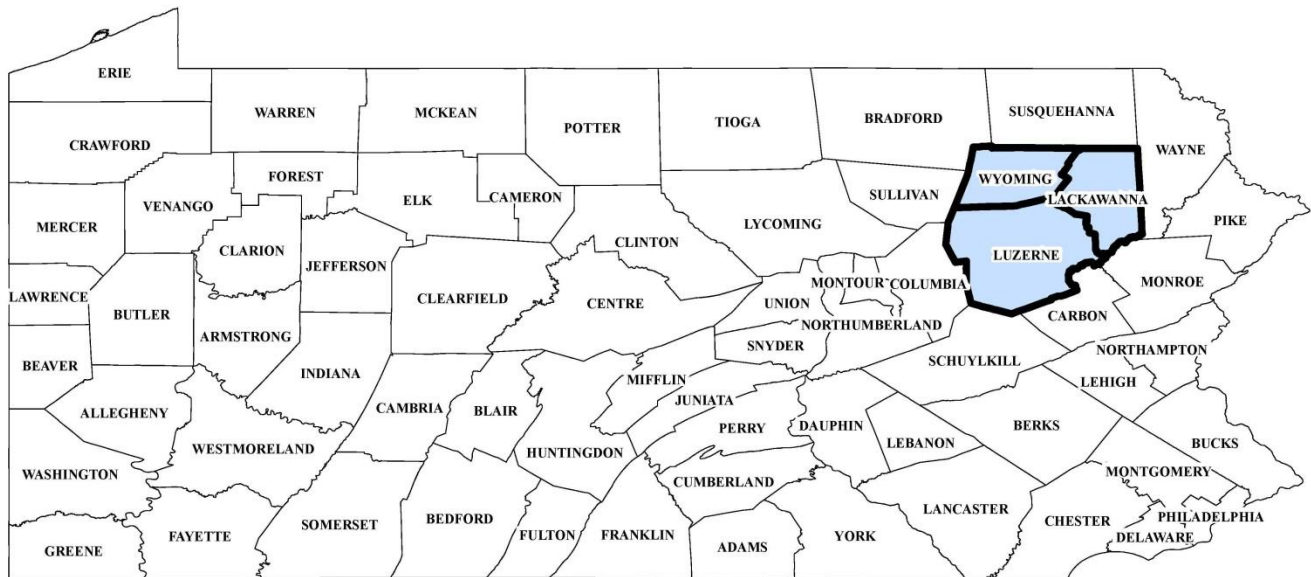 ERIE
WARREN
MCKEAN
POTTER
TIOGA
BRADFORD
SUSQUEHANNA
CRAWFORD
WAYNE
FOREST
WYOMING
ELK
CAMERON
SULLIVAN
LACKAWANNA
VENANGO
MERCER
LYCOMING
PIKE
CLARION
CLINTON
JEFFERSON
LUZERNE
MONTOUR
COLUMBIA
MONROE
LAWRENCE
CLEARFIELD
CENTRE
UNION
BUTLER
CARBON
ARMSTRONG
NORTHUMBERLAND
SNYDER
NORTHAMPTON
BEAVER
SCHUYLKILL
INDIANA
MIFFLIN
LEHIGH
ALLEGHENY
CAMBRIA
BLAIR
JUNIATA
PERRY
DAUPHIN
BERKS
LEBANON
BUCKS
WESTMORELAND
HUNTINGDON
WASHINGTON
MONTGOMERY
CUMBERLAND
LANCASTER
SOMERSET
BEDFORD
PHILADELPHIA
CHESTER
FAYETTE
FULTON
FRANKLIN
YORK
DELAWARE
GREENE
ADAMS